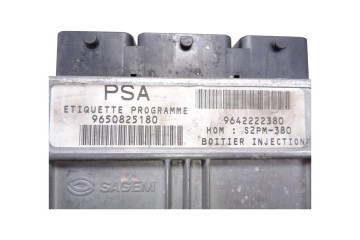 PSA
ETIQUETTE PROGRAMME
9650825180
9642222380
HOM : S2PM-380
BOITIER INJECTION
SAGEM